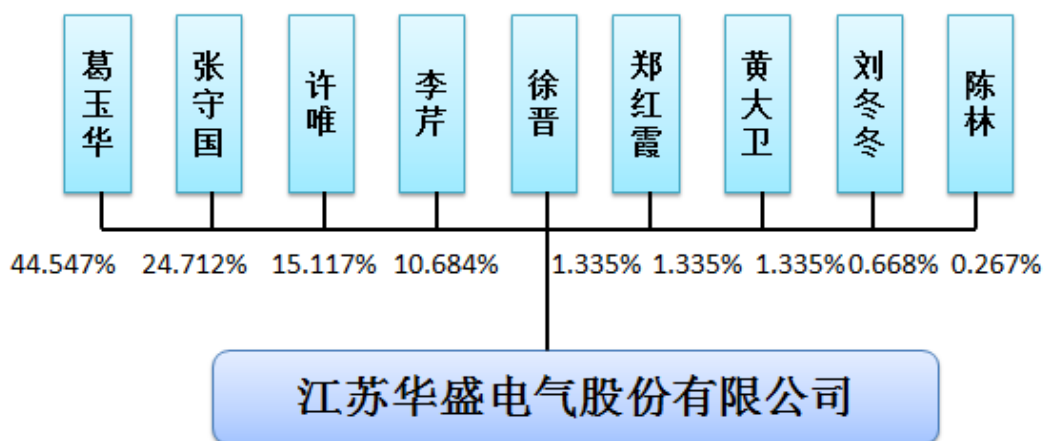 葛玉华
张守国
许唯
李芹
徐晋
郑红霞
黄大卫
刘冬冬
陈林
44.547% 24.712% 15.117% 10.684% 1.335% 1.335% 1.335% 0.668% 0.267%
江苏华盛电气股份有限公司